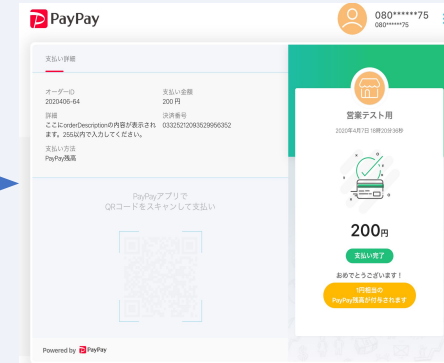 PayPay
080******75
080******75
支払い詳細
オーダーID
2020406-64
支払い金額
200 円
詳細
ここにorderDescriptionの内容が表示され
ます。255以内で入力してください。
決済番号
03325212093529956352
支払い方法
PayPay残高
PayPayアプリで
QRコードをスキャンして支払い
Powered by PayPay
営業テスト用
2020年4月7日 18時20分36秒
200円
支払い完了
おめでとうございます！
1円相当の
PayPay残高が付与されます